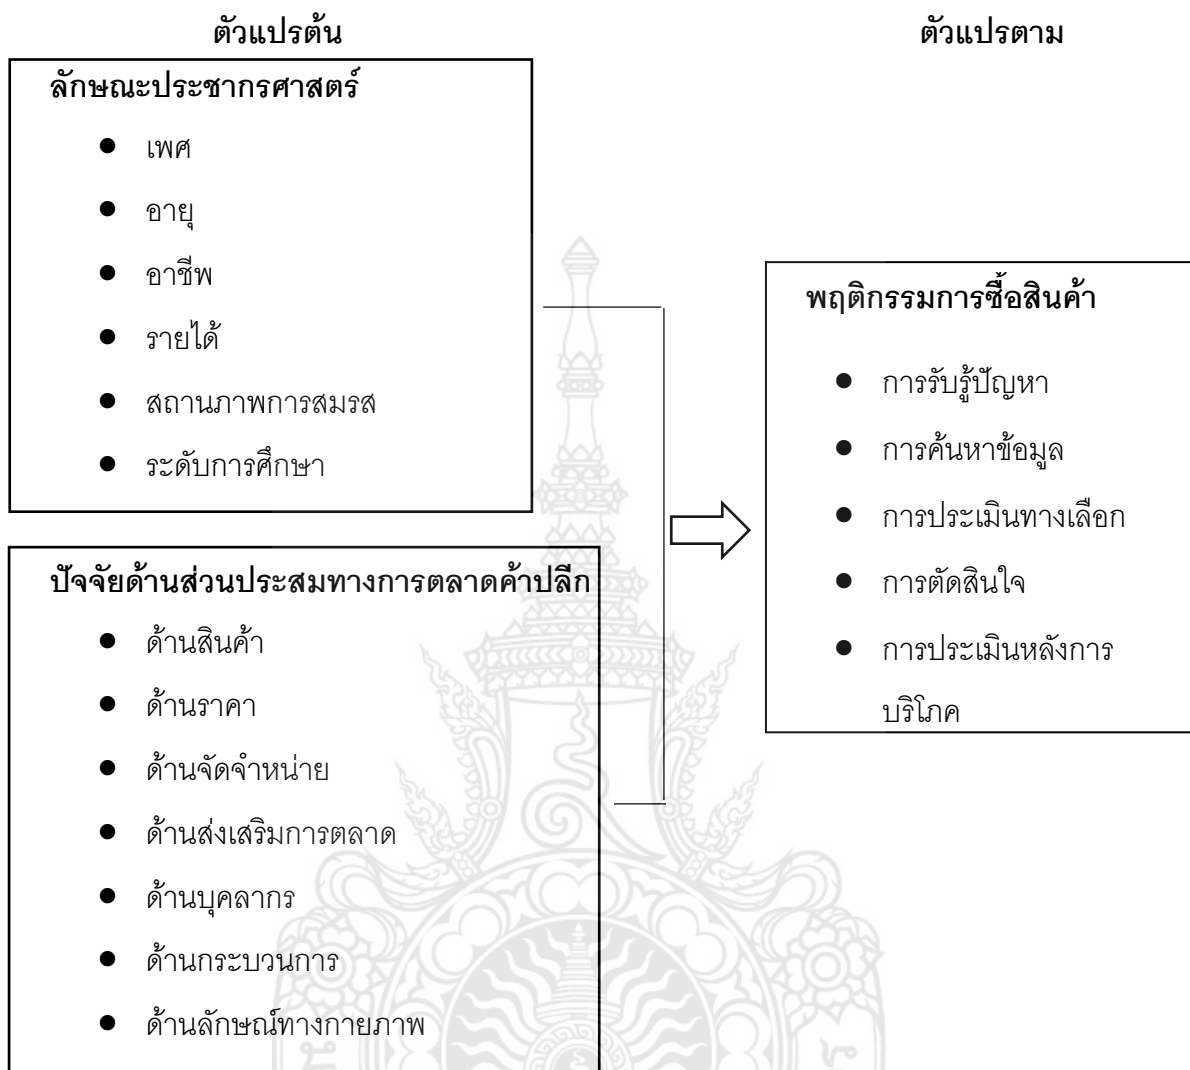 ตัวแปรต้น
ตัวแปรตาม
ลักษณะประชากรศาสตร์
● เพศ
● อายุ
● อาชีพ
● รายได้
● สถานภาพการสมรส
● ระดับการศึกษา
ปัจจัยด้านส่วนประสมทางการตลาดค้าปลีก
● ด้านสินค้า
● ด้านราคา
● ด้านจัดจำหน่าย
● ด้านส่งเสริมการตลาด
● ด้านบุคลากร
● ด้านกระบวนการ
● ด้านลักษณ์ทางกายภาพ
พฤติกรรมการซื้อสินค้า
● การรับรู้ปัญหา
● การค้นหาข้อมูล
● การประเมินทางเลือก
● การตัดสินใจ
● การประเมินหลังการ
บริโภค